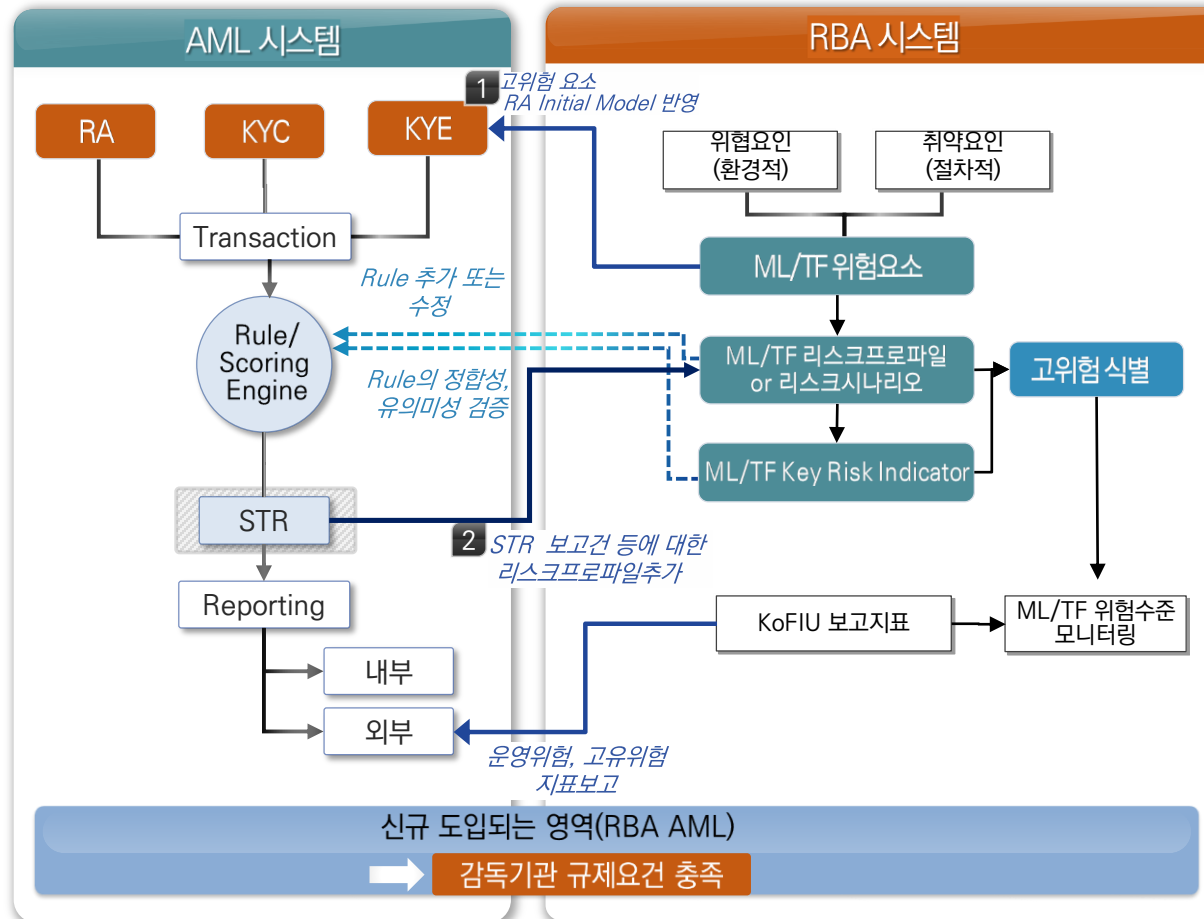 AML 시스템
RA
KYC
KYE
Transaction
Rule/
Scoring
Engine
STR
Reporting
내부
외부
1
고위험 요소
RA Initial Model 반영
Rule 추가 또는
수정
Rule의 정합성,
유의미성 검증
2
STR 보고건 등에 대한
리스크프로파일추가
운영위험, 고유위험
지표보고
RBA 시스템
위협요인
(환경적)
취약요인
(절차적)
ML/TF 위험요소
ML/TF 리스크프로파일
or 리스크시나리오
고위험 식별
ML/TF Key Risk Indicator
KoFIU 보고지표
ML/TF 위험수준
모니터링
신규 도입되는 영역(RBA AML)
감독기관 규제요건 충족